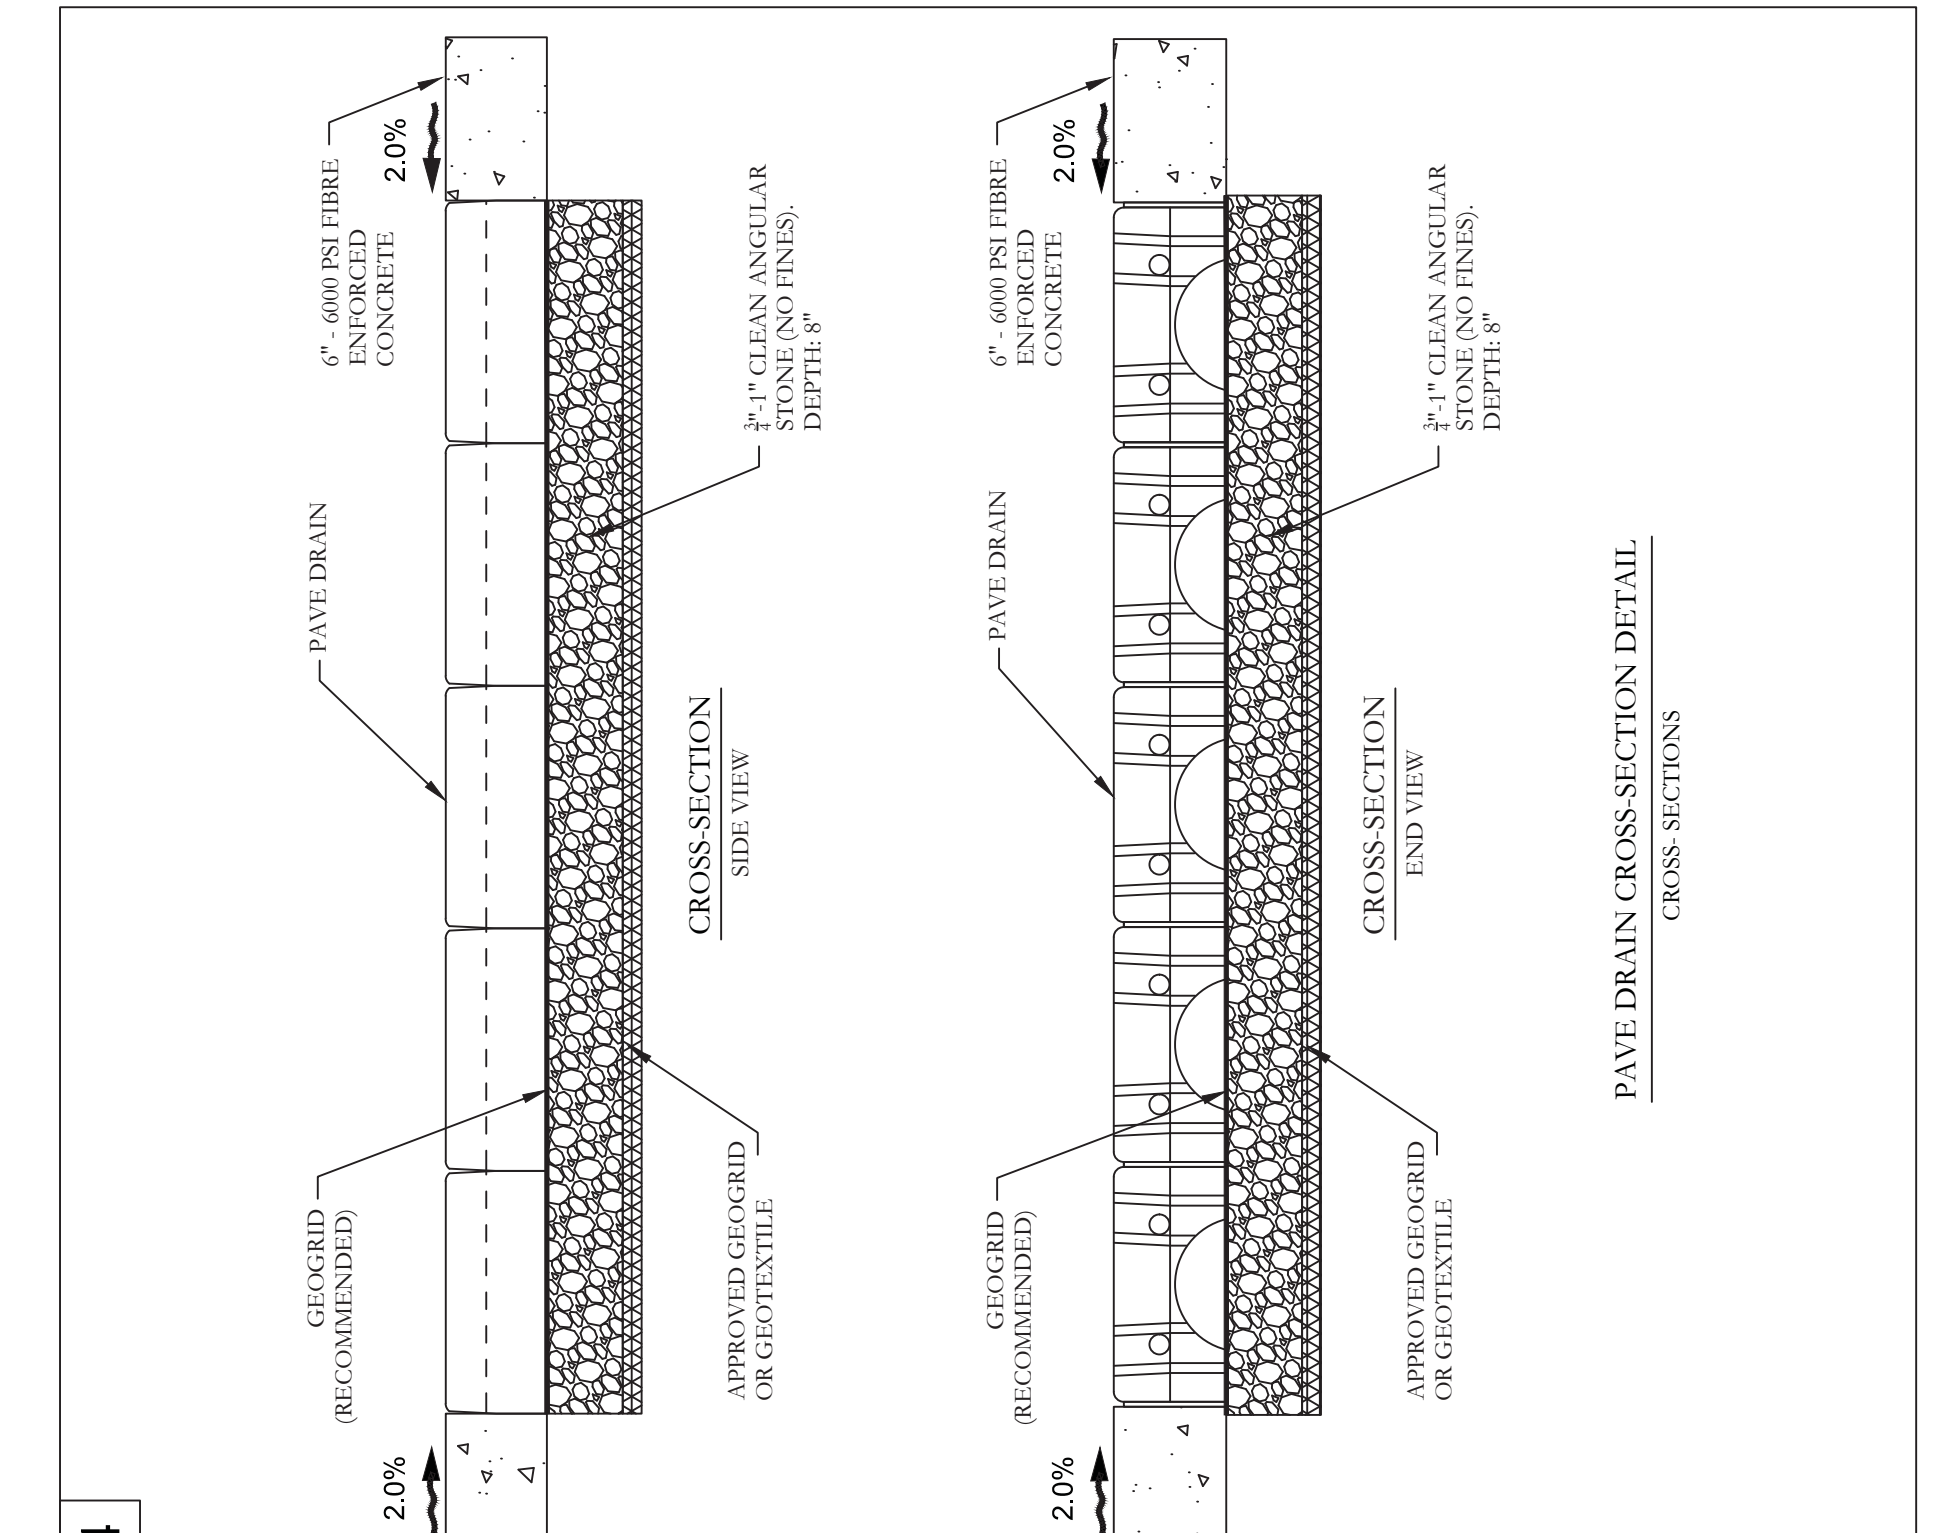 2.0%
GEOGRID
(RECOMMENDED)
PAVE DRAIN
6" - 6000 PSI FIBRE
ENFORCED
CONCRETE
2.0%
APPROVED GEOGRID
OR GEOTEXTILE
CROSS-SECTION
SIDE VIEW
3/4"-1" CLEAN ANGULAR
STONE (NO FINES).
DEPTH: 8"
2.0%
GEOGRID
(RECOMMENDED)
PAVE DRAIN
6" - 6000 PSI FIBRE
ENFORCED
CONCRETE
2.0%
APPROVED GEOGRID
OR GEOTEXTILE
CROSS-SECTION
END VIEW
3/4"-1" CLEAN ANGULAR
STONE (NO FINES).
DEPTH: 8"
PAVE DRAIN CROSS-SECTION DETAIL
CROSS- SECTIONS